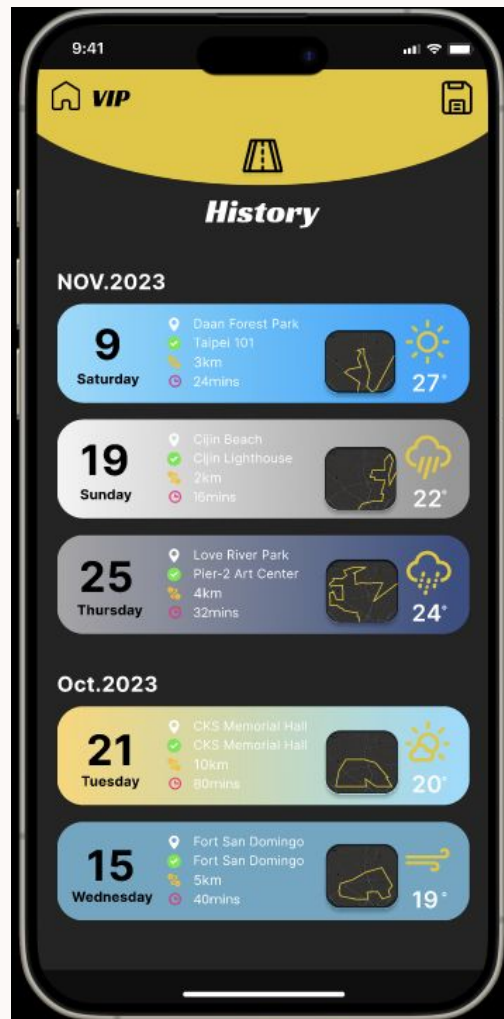 9:41
VIP
History
NOV.2023
9
Saturday
Daan Forest Park
Taipei 101
3km
24mins
27°
19
Sunday
Cijin Beach
Cijin Lighthouse
2km
16mins
22°
25
Thursday
Love River Park
Pier-2 Art Center
4km
32mins
24°
Oct.2023
21
Tuesday
CKS Memorial Hall
CKS Memorial Hall
10km
80mins
20°
15
Wednesday
Fort San Domingo
Fort San Domingo
5km
40mins
19°